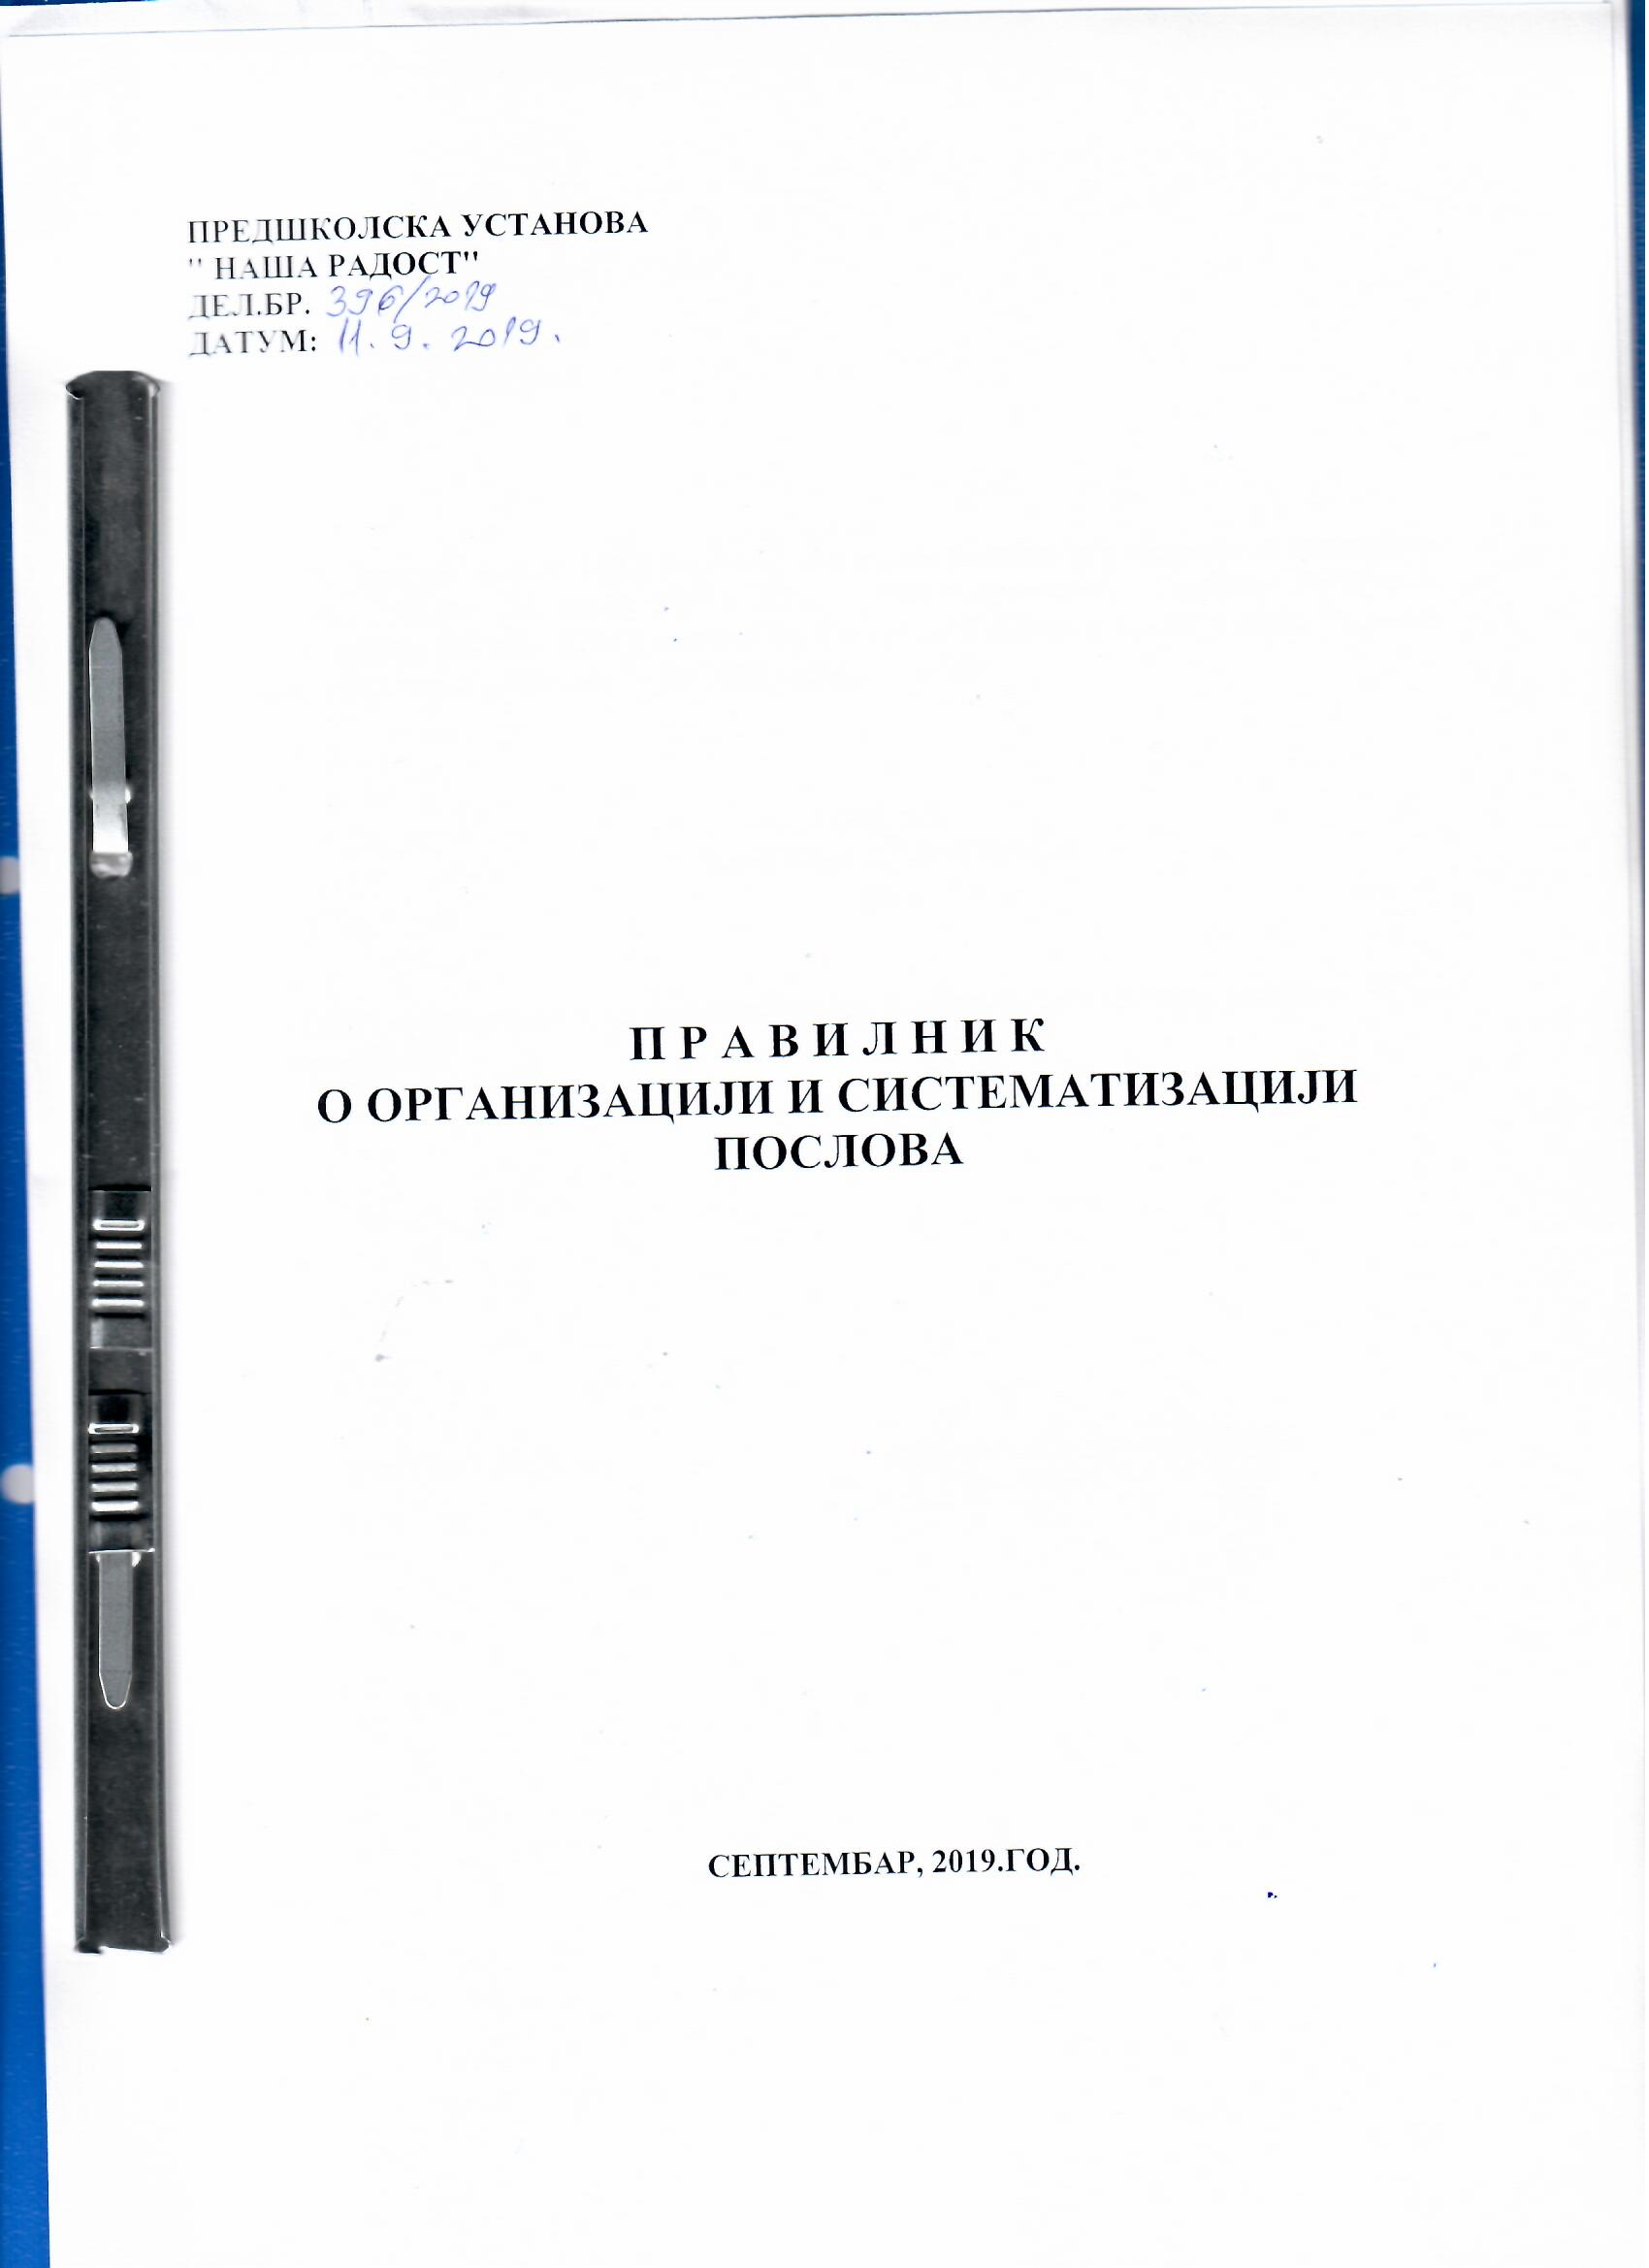 ПРЕДШКОЛСКА УСТАНОВА
'' НАША РАДОСТ''
ДЕЛ.БР. 396/2019
ДАТУМ: 11. 9. 2019.
П Р А В И Л Н И К
О ОРГАНИЗАЦИЈИ И СИСТЕМАТИЗАЦИЈИ
ПОСЛОВА
СЕПТЕМБАР, 2019.ГОД.